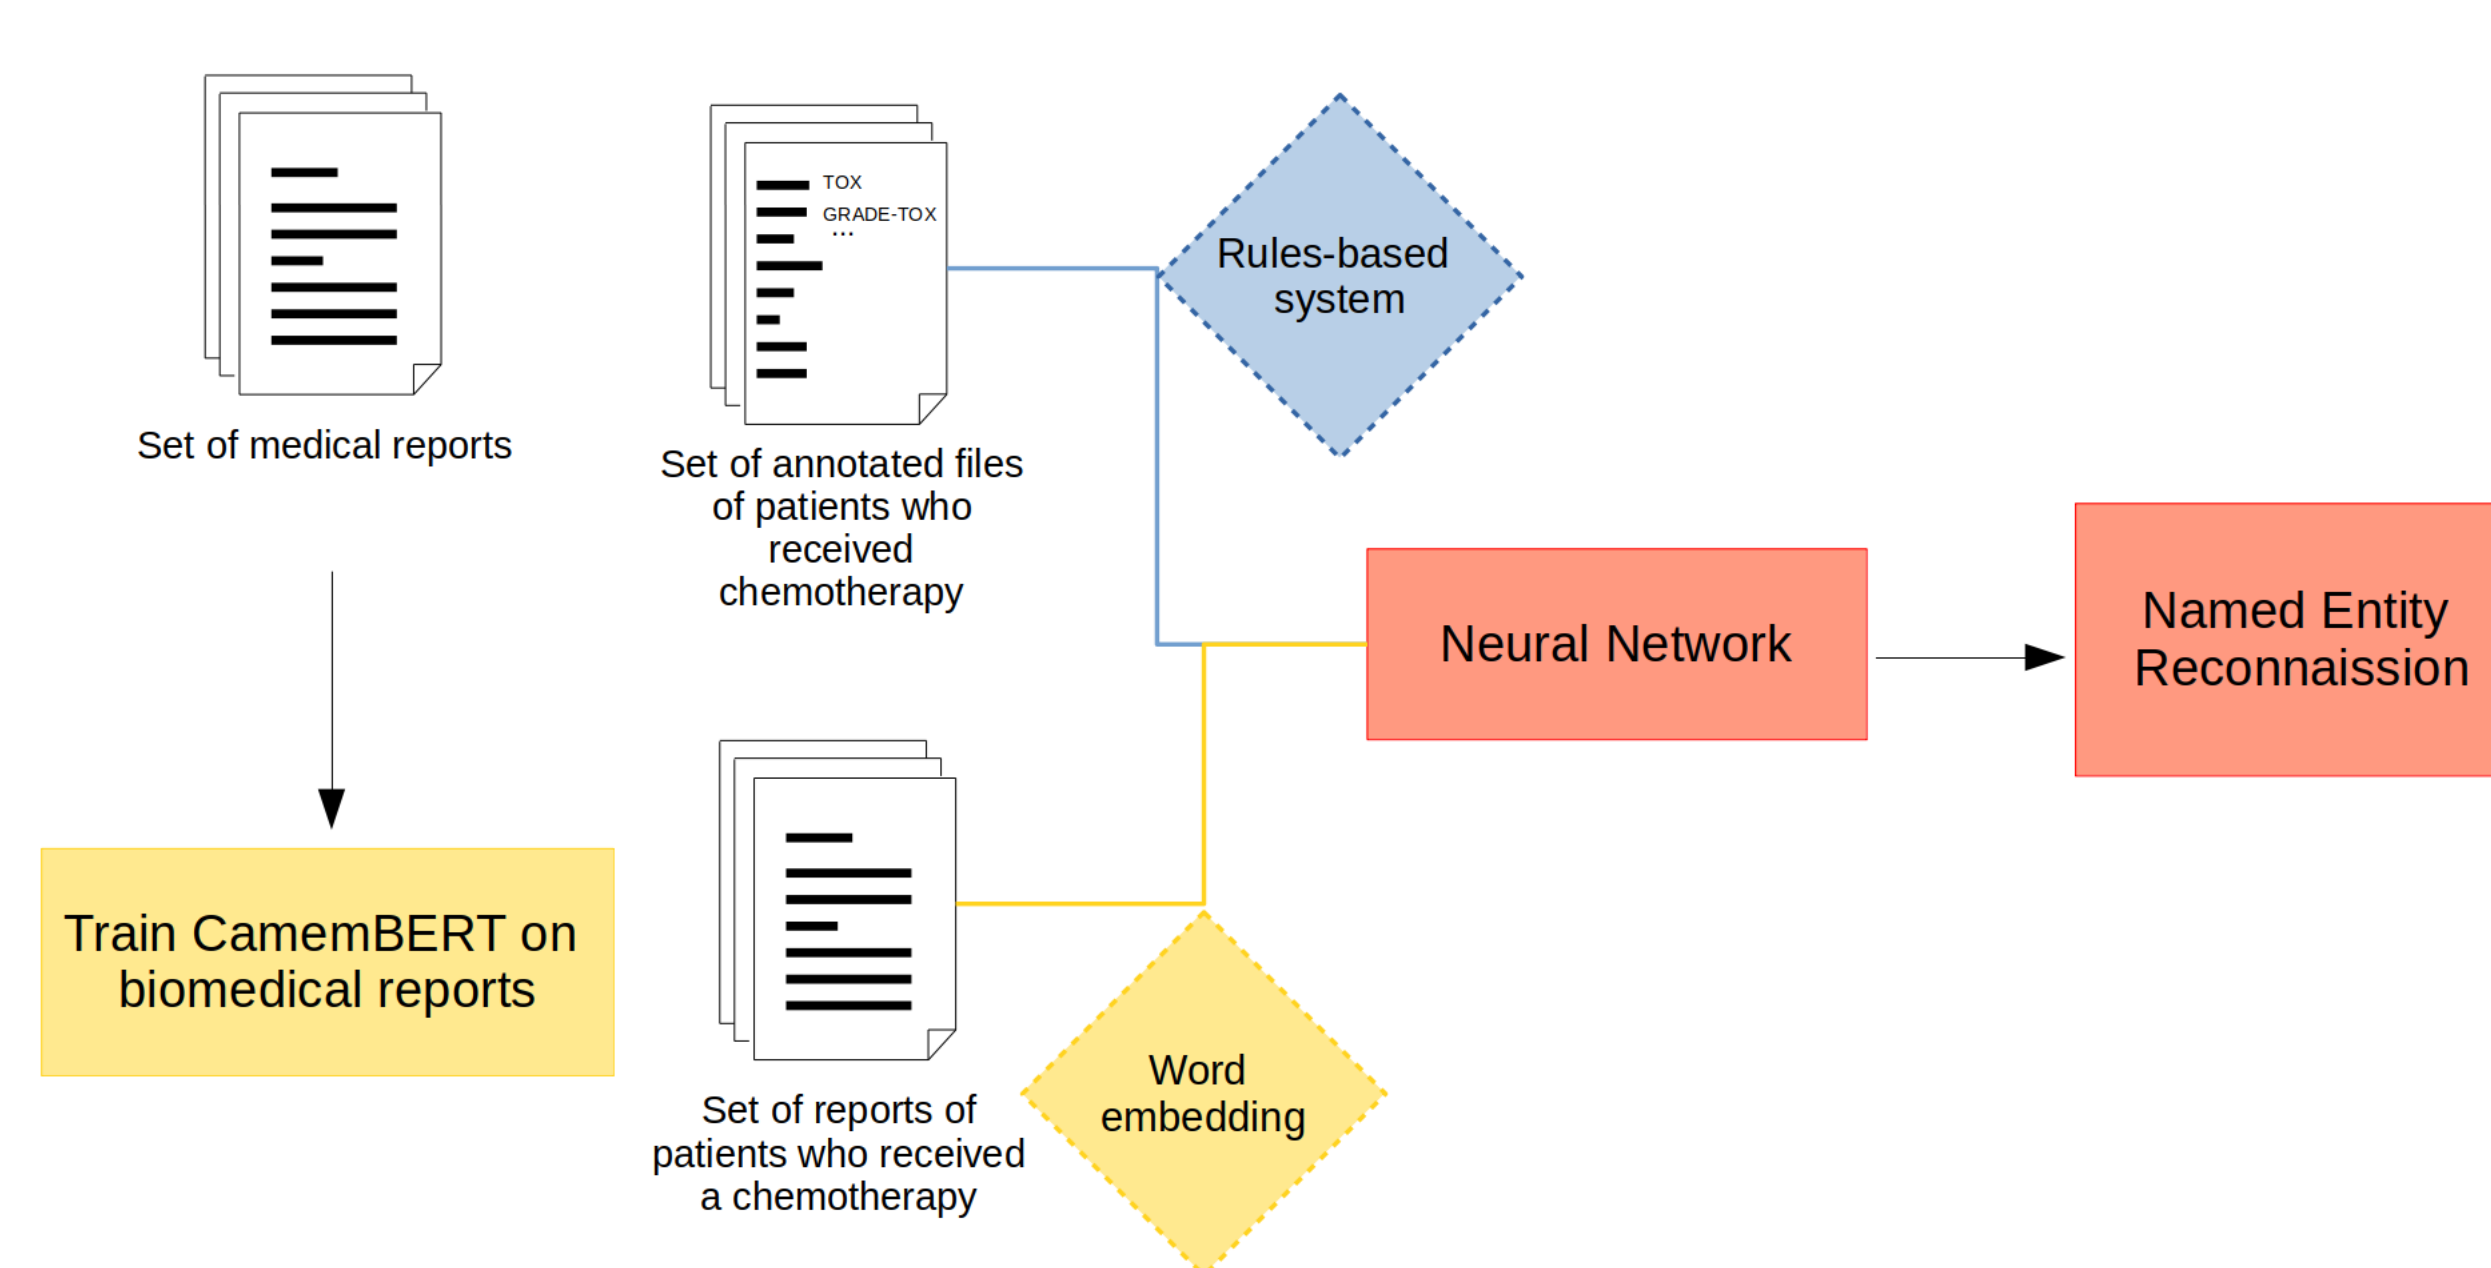 Set of medical reports
Train CamemBERT on
biomedical reports
TOX
GRADE-TOX
...
Set of annotated files
of patients who
received
chemotherapy
Rules-based
system
Set of reports of
patients who received
a chemotherapy
Word
embedding
Neural Network
Named Entity
Reconnaission